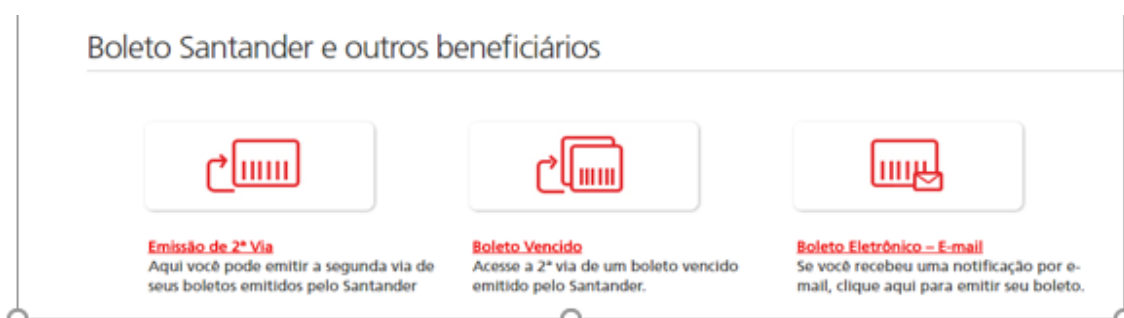 Boleto Santander e outros beneficiários
Emissão de 2ª Via
Aqui você pode emitir a segunda via de
seus boletos emitidos pelo Santander
Boleto Vencido
Acesse a 2ª via de um boleto vencido
emitido pelo Santander.
Boleto Eletrônico – E-mail
Se você recebeu uma notificação por e-
mail, clique aqui para emitir seu boleto.